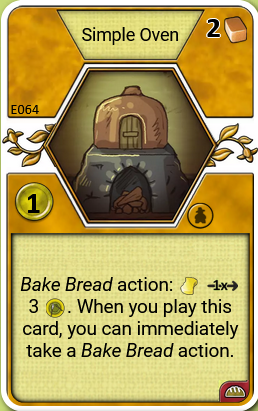 Simple Oven
2
E064
1
Bake Bread action: 1x
3 . When you play this
card, you can immediately
take a Bake Bread action.